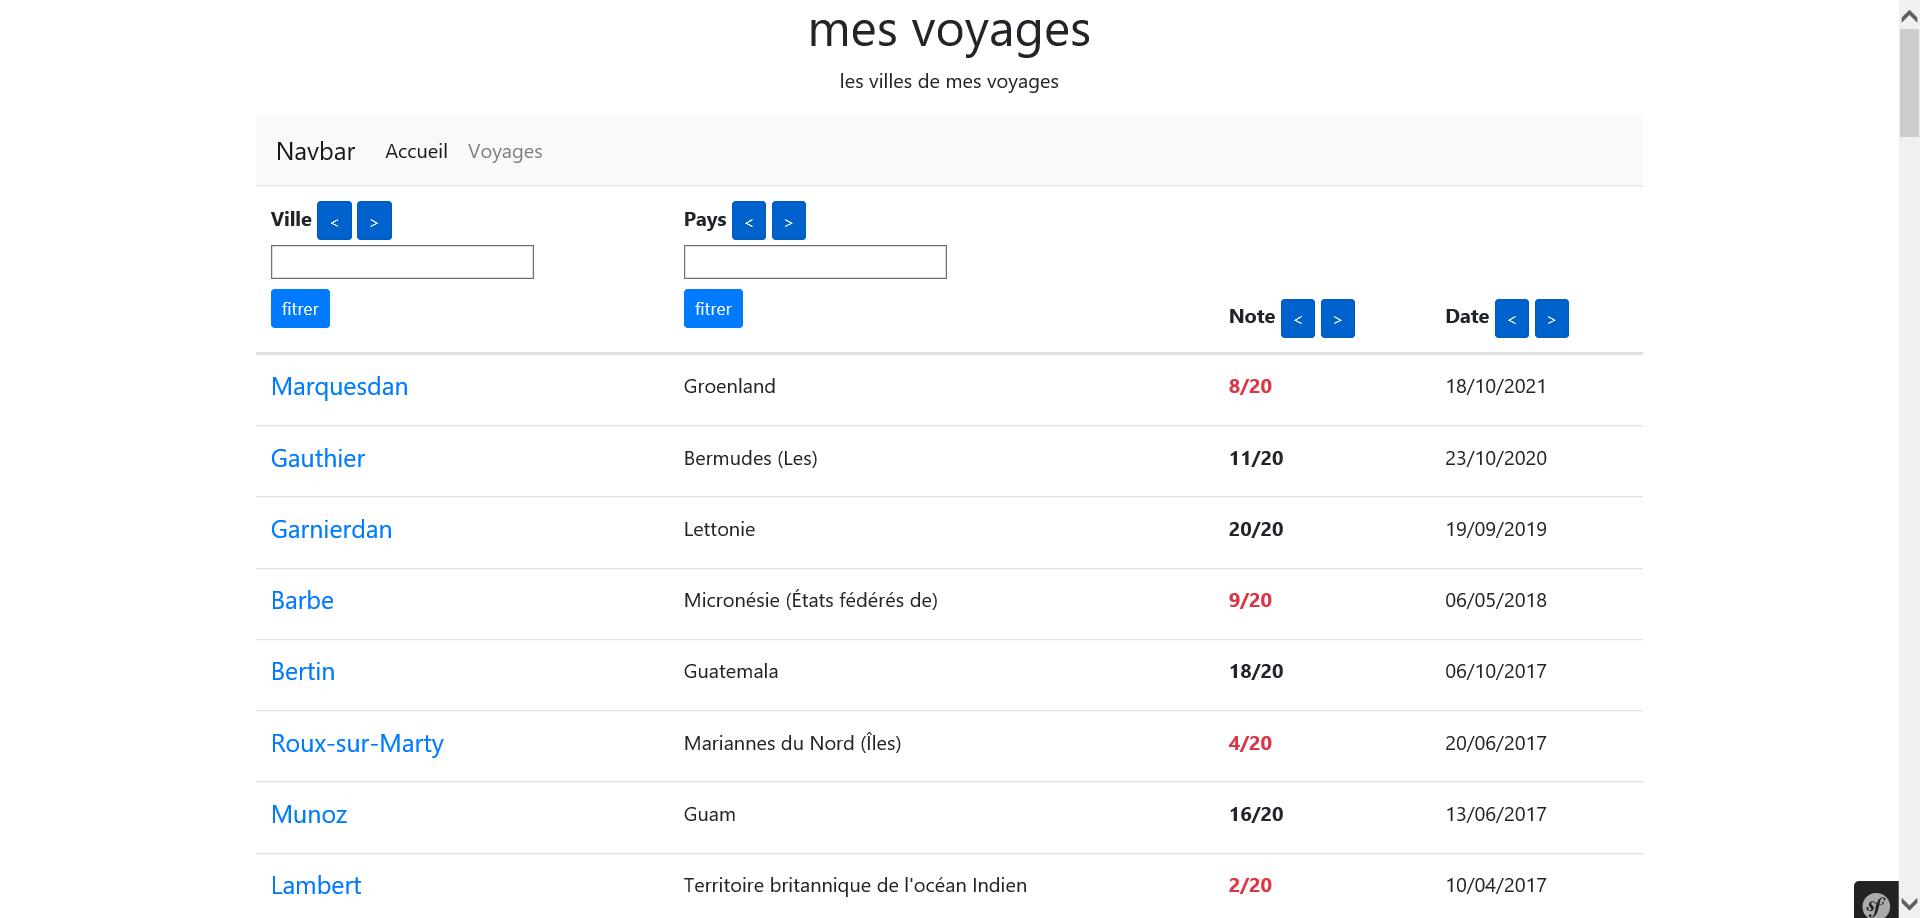 mes voyages
les villes de mes voyages
Navbar Accueil Voyages
Ville < > Pays < >
fitrer fitrer
Note < > Date < >
Marquesdan Groenland 8/20 18/10/2021
Gauthier Bermudes (Les) 11/20 23/10/2020
Garnierdan Lettonie 20/20 19/09/2019
Barbe Micronésie (États fédérés de) 9/20 06/05/2018
Bertin Guatemala 18/20 06/10/2017
Roux-sur-Marty Mariannes du Nord (Îles) 4/20 20/06/2017
Munoz Guam 16/20 13/06/2017
Lambert Territoire britannique de l'océan Indien 2/20 10/04/2017
sf